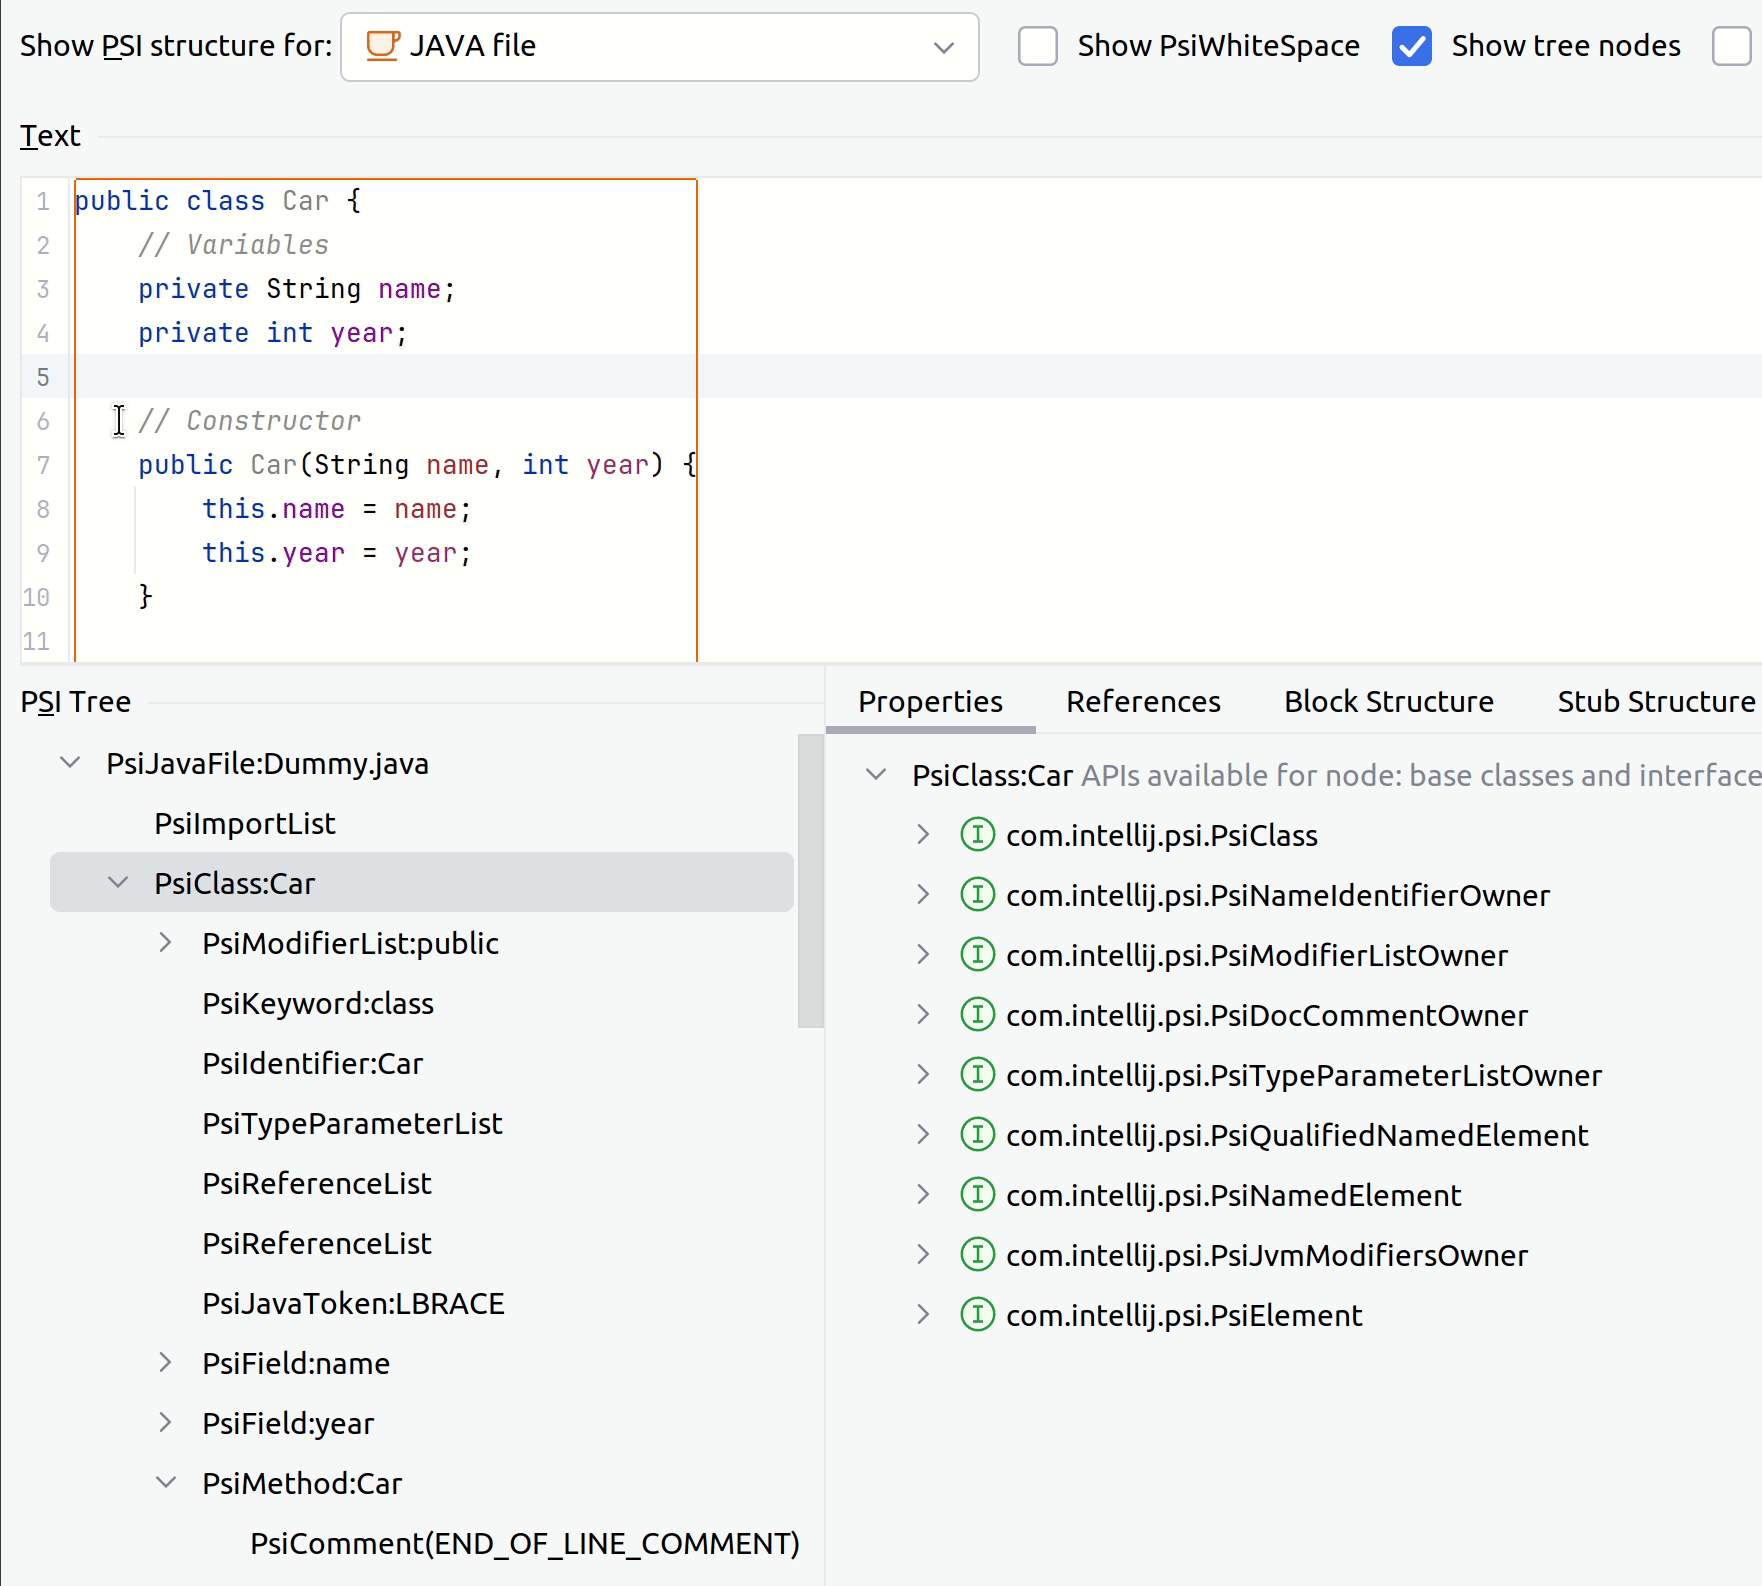 Show PSI structure for: JAVA file Show PsiWhiteSpace Show tree nodes
Text
1 public class Car {
2 // Variables
3 private String name;
4 private int year;
5
6 // Constructor
7 public Car(String name, int year) {
8 this.name = name;
9 this.year = year;
10 }
11
PSI Tree
PsiJavaFile:Dummy.java
PsiImportList
PsiClass:Car
PsiModifierList:public
PsiKeyword:class
PsiIdentifier:Car
PsiTypeParameterList
PsiReferenceList
PsiReferenceList
PsiJavaToken:LBRACE
PsiField:name
PsiField:year
PsiMethod:Car
PsiComment(END_OF_LINE_COMMENT)
Properties References Block Structure Stub Structure
PsiClass:Car APIs available for node: base classes and interface
com.intellij.psi.PsiClass
com.intellij.psi.PsiNameIdentifierOwner
com.intellij.psi.PsiModifierListOwner
com.intellij.psi.PsiDocCommentOwner
com.intellij.psi.PsiTypeParameterListOwner
com.intellij.psi.PsiQualifiedNamedElement
com.intellij.psi.PsiNamedElement
com.intellij.psi.PsiJvmModifiersOwner
com.intellij.psi.PsiElement